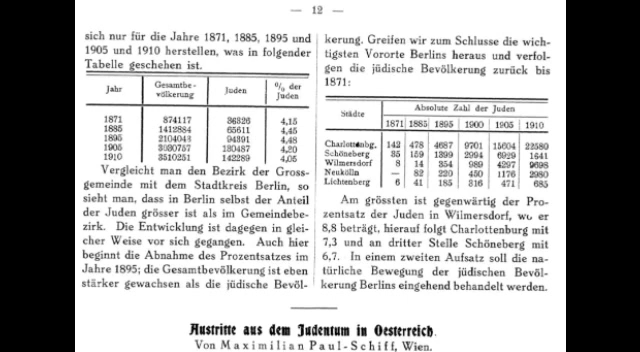 — 12 —
sich nur für die Jahre 1871, 1885, 1895 und
1905 und 1910 herstellen, was in folgender
Tabelle geschehen ist.
Jahr Gesamtbe-völkerung Juden % der Juden
1871 874117 36326 4,15
1885 1412884 65611 4,45
1895 2104043 94391 4,48
1905 3080757 130487 4,20
1910 3510251 142289 4,05
Vergleicht man den Bezirk der Gross-
gemeinde mit dem Stadtkreis Berlin, so
sieht man, dass in Berlin selbst der Anteil
der Juden grösser ist als im Gemeindebe-
zirk. Die Entwicklung ist dagegen in glei-
cher Weise vor sich gegangen. Auch hier
beginnt die Abnahme des Prozentsatzes im
Jahre 1895; die Gesamtbevölkerung ist eben
stärker gewachsen als die jüdische Bevöl-
kerung. Greifen wir zum Schlusse die wich-
tigsten Vororte Berlins heraus und verfol-
gen die jüdische Bevölkerung zurück bis
1871:
Städte Absolute Zahl der Juden
1871 1885 1895 1900 1905 1910
Charlottenbg. 142 478 4687 9701 15604 22580
Schöneberg 35 159 1399 2994 6929 1641
Wilmersdorf 8 14 354 989 4297 9698
Neukölln — 82 220 450 1176 2980
Lichtenberg 6 41 185 316 471 685
Am grössten ist gegenwärtig der Pro-
zentsatz der Juden in Wilmersdorf, wo er
8,8 beträgt, hierauf folgt Charlottenburg mit
7,3 und an dritter Stelle Schöneberg mit
6,7. In einem zweiten Aufsatz soll die na-
türliche Bewegung der jüdischen Bevöl-
kerung Berlins eingehend behandelt werden.
Austritte aus dem Judentum in Oesterreich.
Von Maximilian Paul-Schiff, Wien.